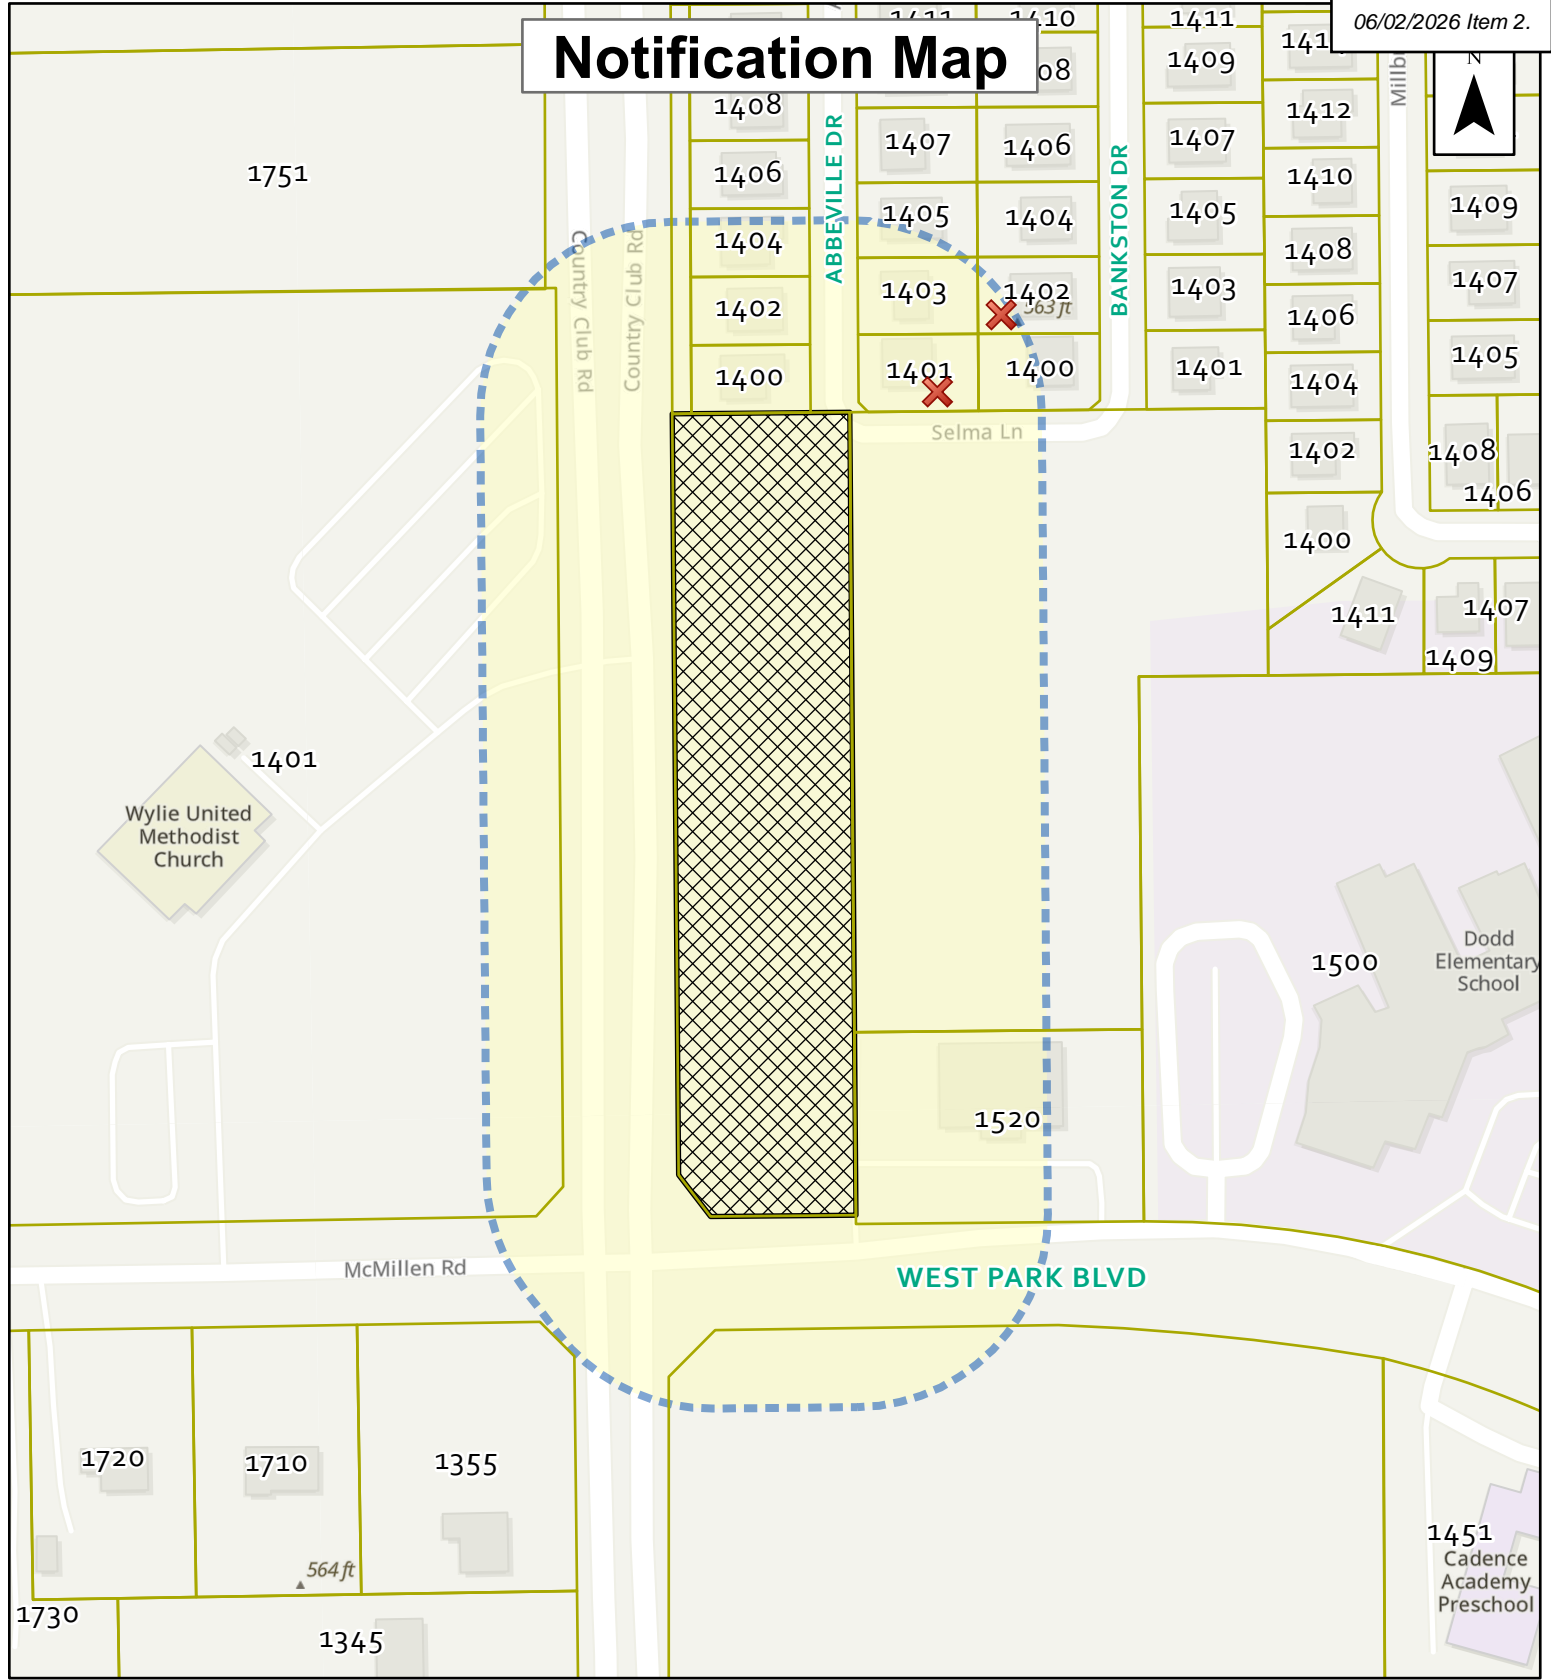 06/02/2026 Item 2.
Notification Map
N
1411
1410
1411
1409
1408
1407
1406
1407
1412
1406
1410
1405
1404
1405
1409
1404
1408
1403
1402
1403
1407
1402
563 ft
1406
1400
1401
1400
1401
1404
1405
1402
1408
1406
1400
1411
1407
1409
1751
Country Club Rd
Country Club Rd
ABBEVILLE DR
BANKSTON DR
Selma Ln
1401
Wylie United
Methodist
Church
1500
Dodd
Elementary
School
1520
McMillen Rd
WEST PARK BLVD
1720
1710
1355
564 ft
1730
1345
1451
Cadence
Academy
Preschool